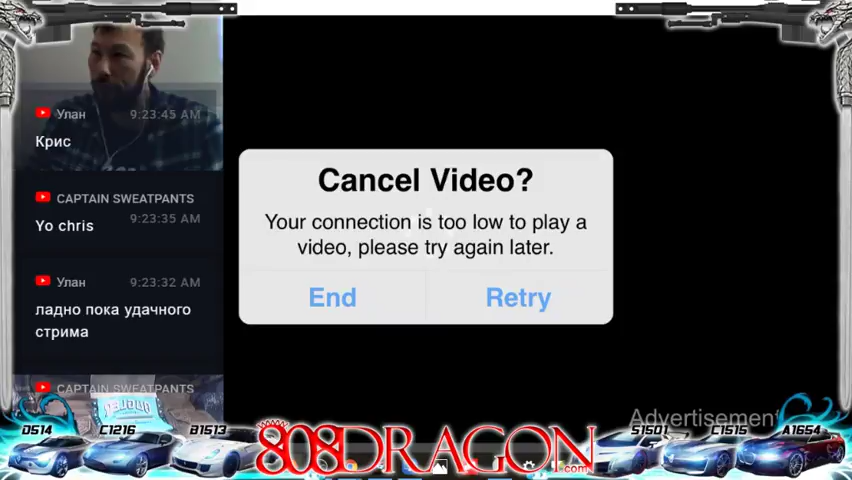 Улан 9:23:45 AM
Крис
CAPTAIN SWEATPANTS
Yo chris 9:23:35 AM
Улан 9:23:32 AM
ладно пока удачного
стрима
CAPTAIN SWEATPANTS
Cancel Video?
Your connection is too low to play a
video, please try again later.
End Retry
Advertisement
D514 C1216 B1513
808DRAGON.com
S1501 C1515 A1654